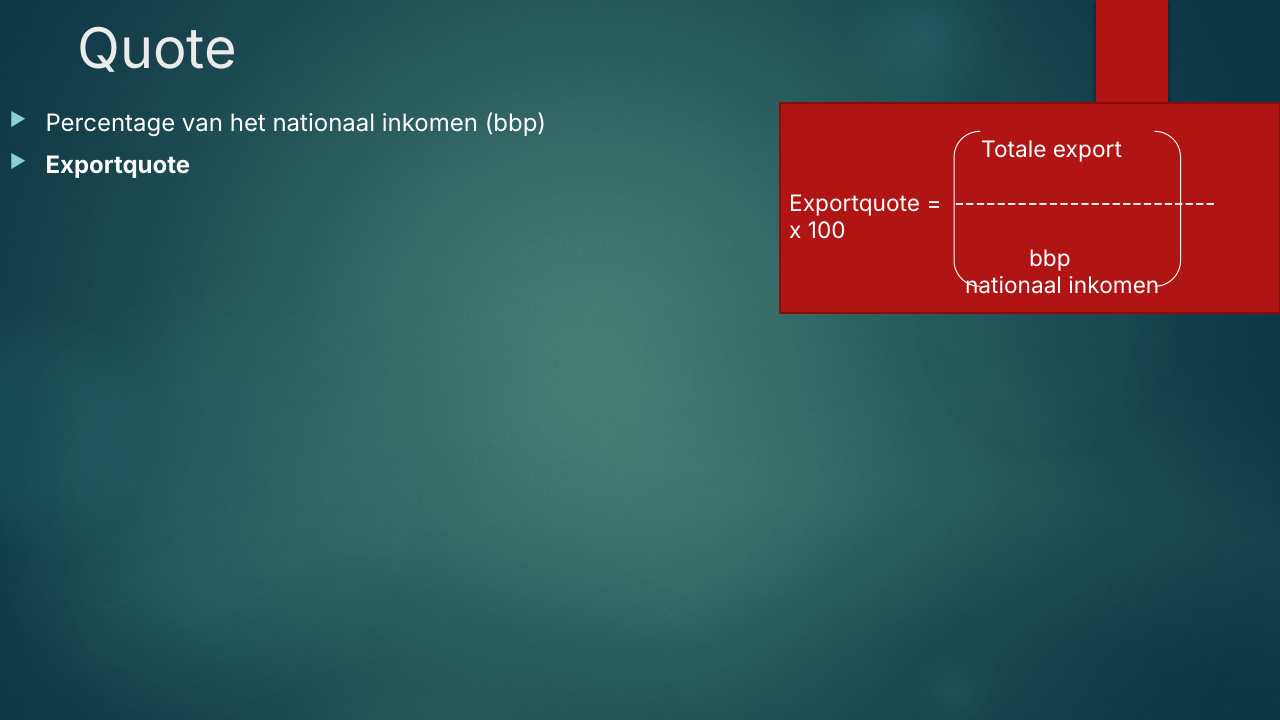 Quote
Percentage van het nationaal inkomen (bbp)
Exportquote
Totale export
Exportquote = -------------------------
x 100
bbp
nationaal inkomen